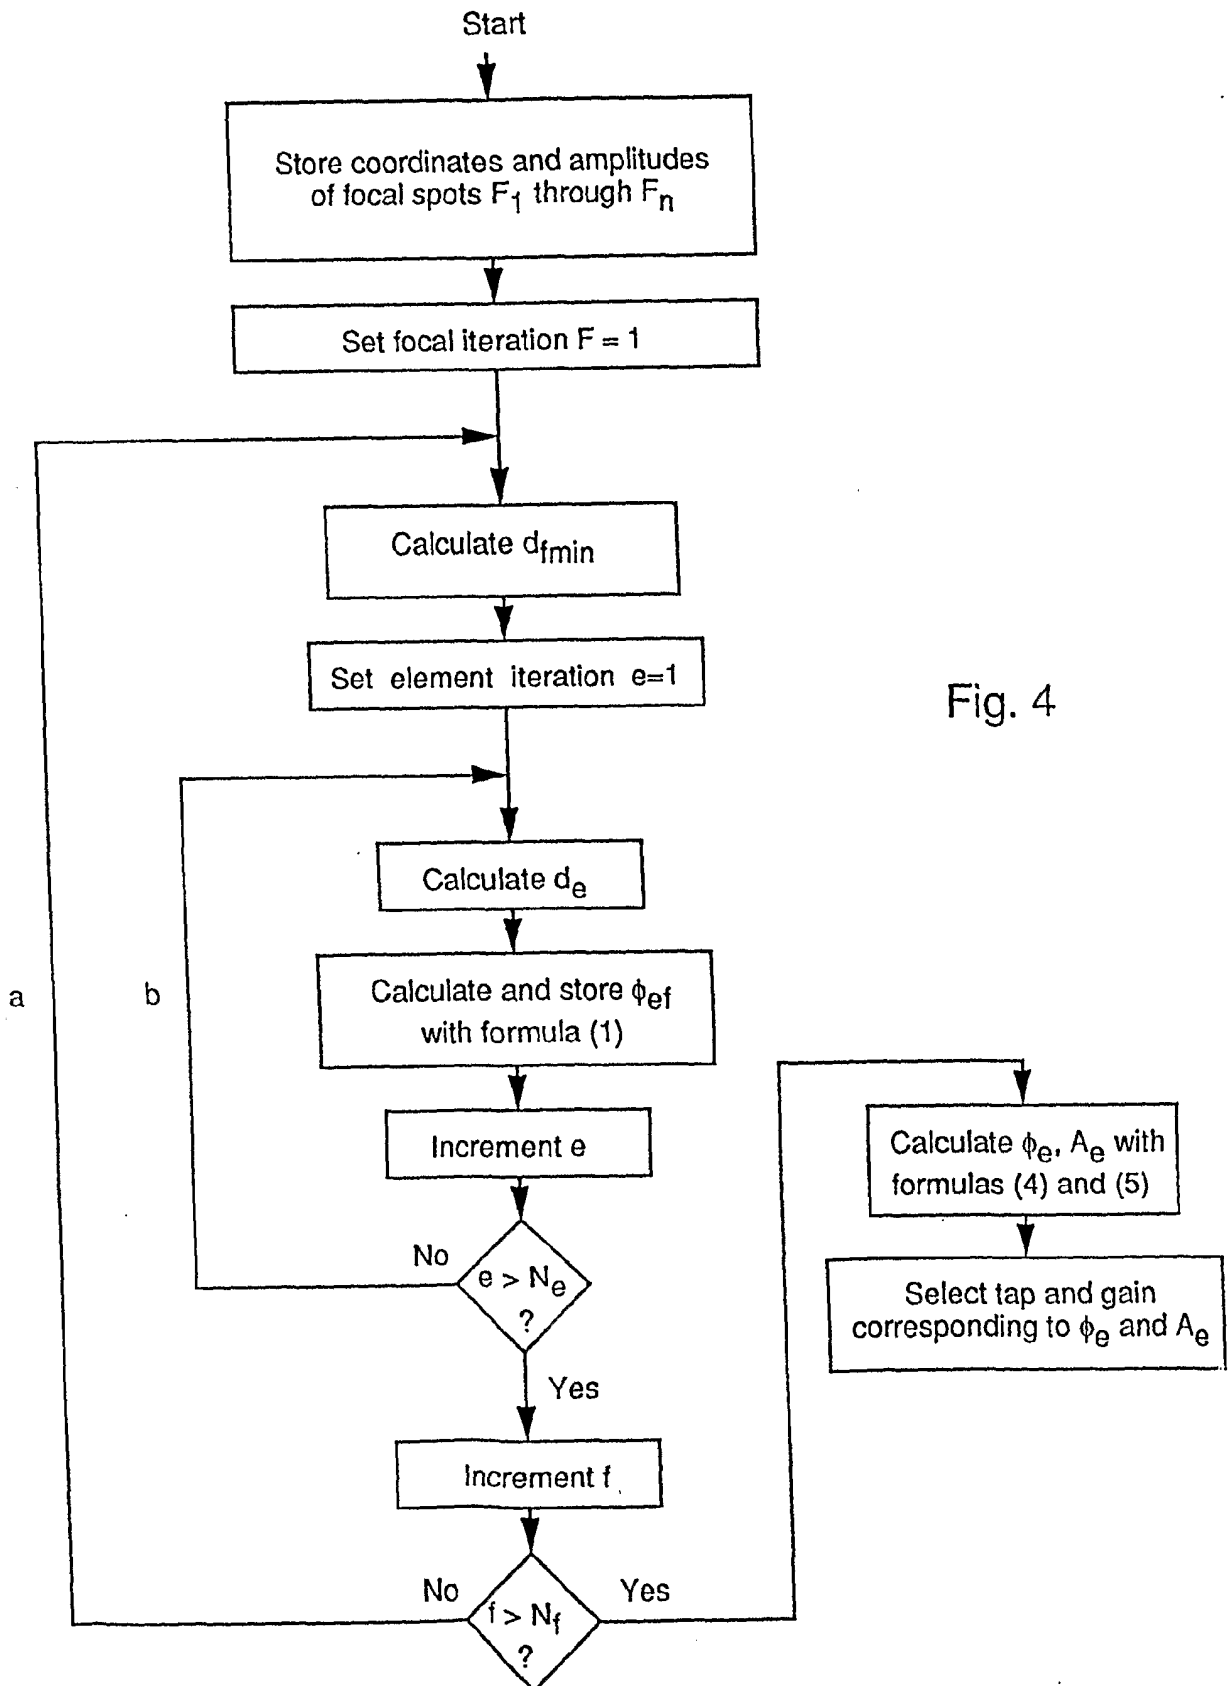 Start
Store coordinates and amplitudes
of focal spots F1 through Fn
Set focal iteration F = 1
Calculate dfmin
Set element iteration e=1
Fig. 4
Calculate de
a
b
Calculate and store ϕef
with formula (1)
Increment e
Calculate ϕe, Ae with
formulas (4) and (5)
No
e > Ne
?
Select tap and gain
corresponding to ϕe and Ae
Yes
Increment f
No
f > Nf
?
Yes